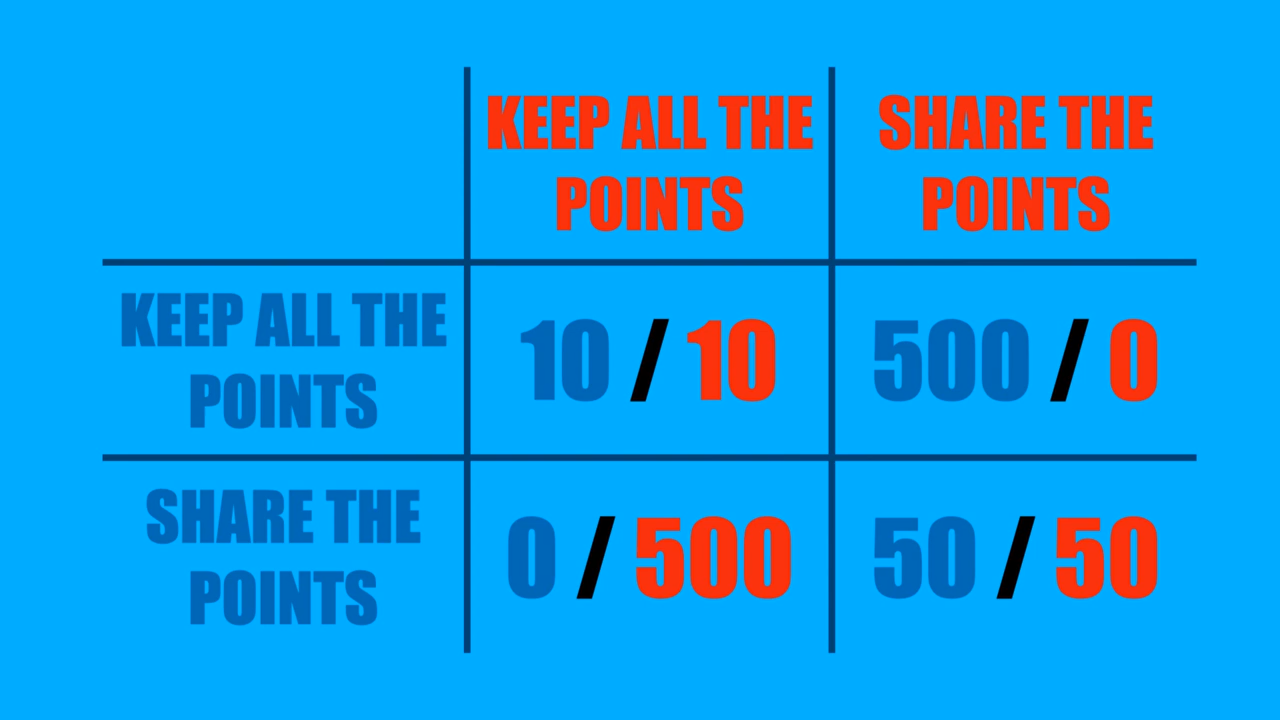 KEEP ALL THE
POINTS
SHARE THE
POINTS
KEEP ALL THE
POINTS
10 / 10
500 / 0
SHARE THE
POINTS
0 / 500
50 / 50